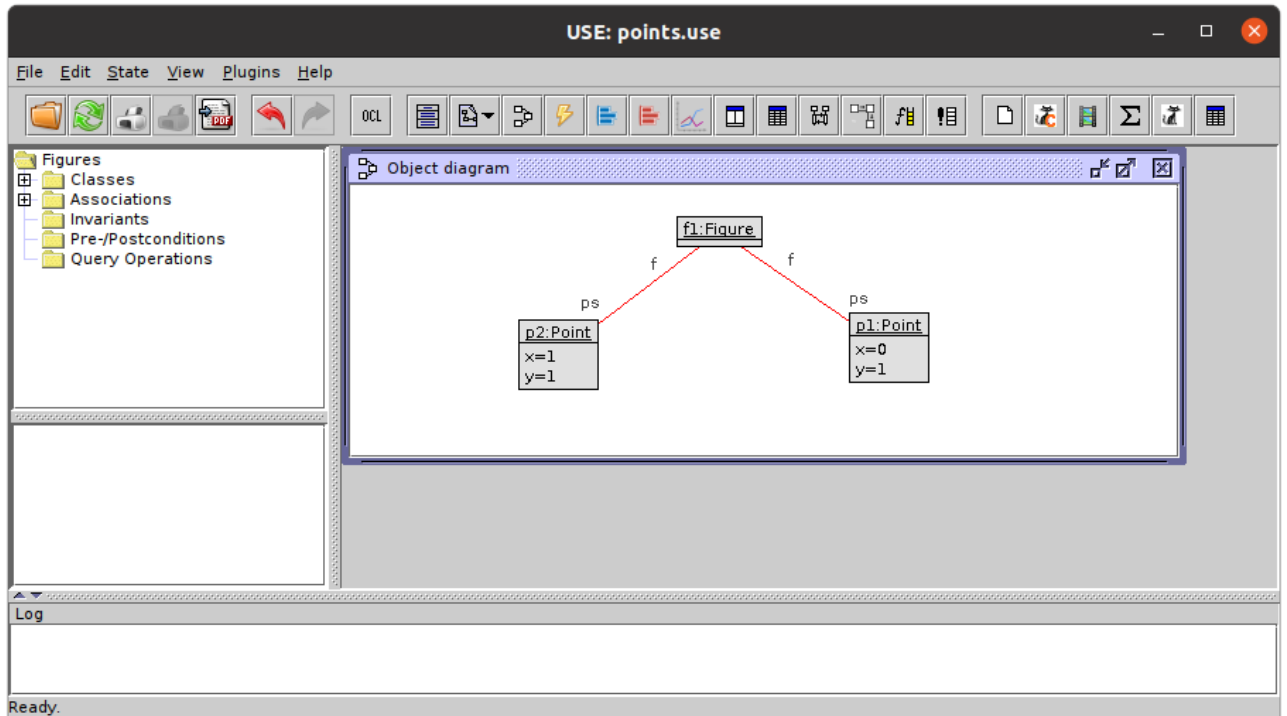 USE: points.use
File Edit State View Plugins Help
PDF OCL
Figures
Classes
Associations
Invariants
Pre-/Postconditions
Query Operations
Object diagram
f1:Figure
f f
ps ps
p2:Point
x=1
y=1
p1:Point
x=0
y=1
Log
Ready.